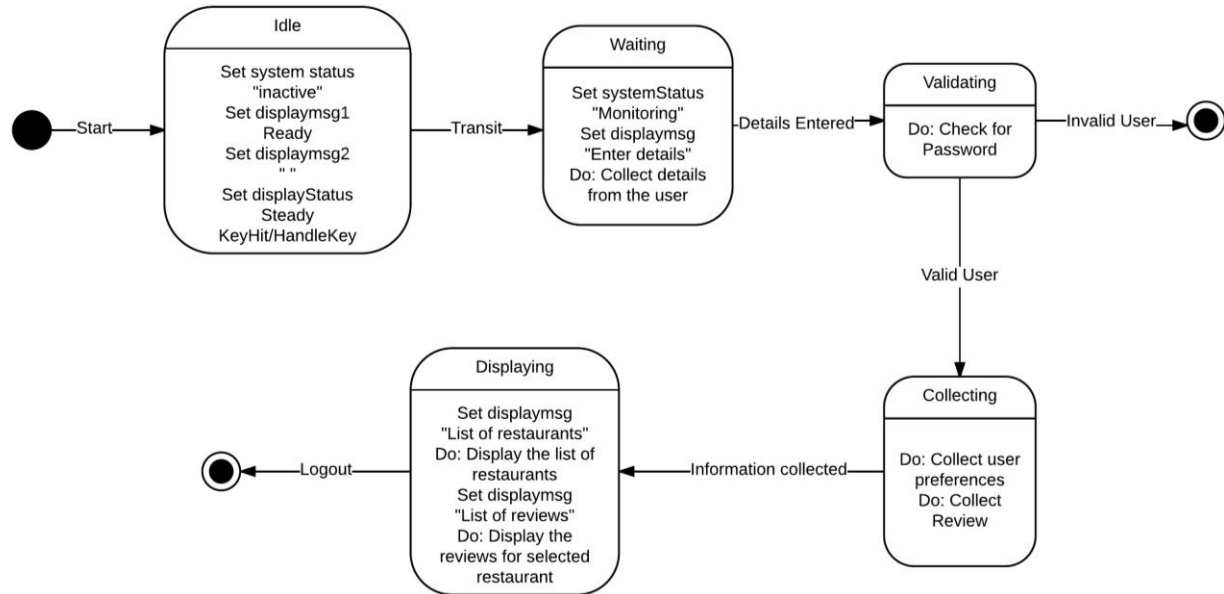 Start
Idle
Set system status
"inactive"
Set displaymsg1
Ready
Set displaymsg2
" "
Set displayStatus
Steady
KeyHit/HandleKey
Transit
Waiting
Set systemStatus
"Monitoring"
Set displaymsg
"Enter details"
Do: Collect details
from the user
Details Entered
Validating
Do: Check for
Password
Invalid User
Valid User
Collecting
Do: Collect user
preferences
Do: Collect
Review
Information collected
Displaying
Set displaymsg
"List of restaurants"
Do: Display the list of
restaurants
Set displaymsg
"List of reviews"
Do: Display the
reviews for selected
restaurant
Logout